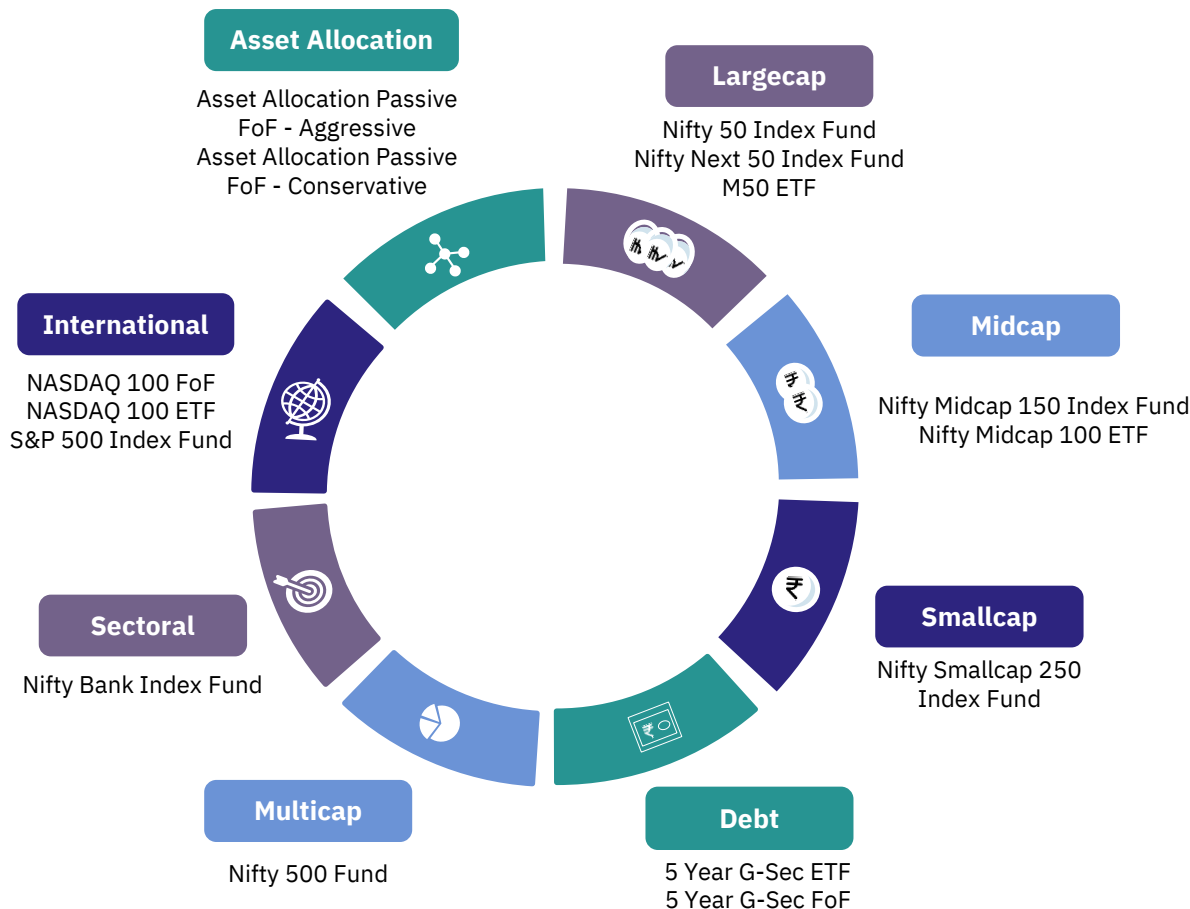 Asset Allocation
Asset Allocation Passive
FoF - Aggressive
Asset Allocation Passive
FoF - Conservative
Largecap
Nifty 50 Index Fund
Nifty Next 50 Index Fund
M50 ETF
Midcap
Nifty Midcap 150 Index Fund
Nifty Midcap 100 ETF
Smallcap
Nifty Smallcap 250
Index Fund
Debt
5 Year G-Sec ETF
5 Year G-Sec FoF
Multicap
Nifty 500 Fund
Sectoral
Nifty Bank Index Fund
International
NASDAQ 100 FoF
NASDAQ 100 ETF
S&P 500 Index Fund